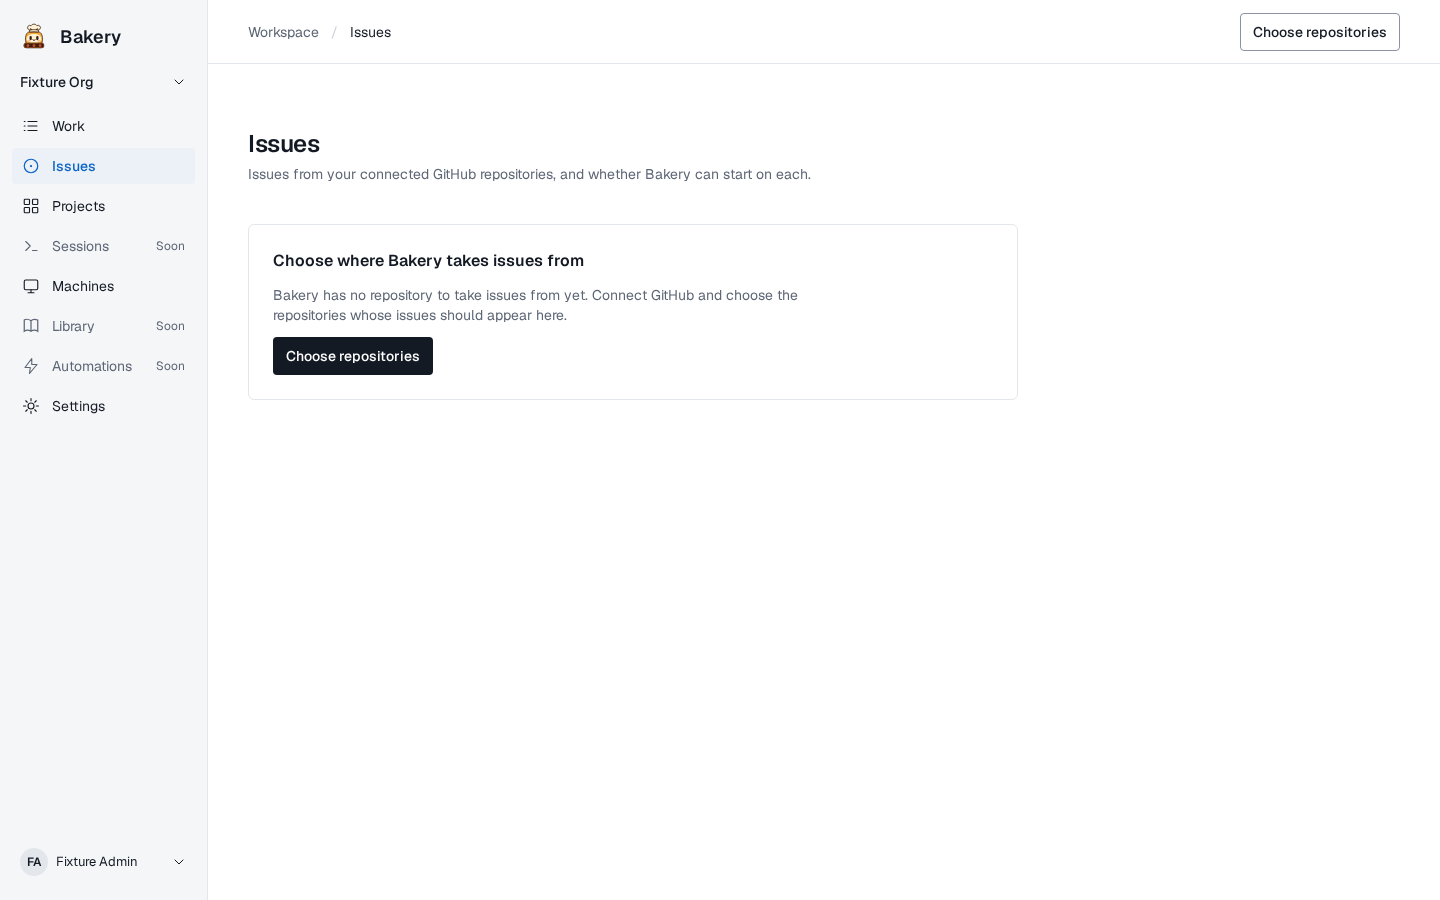 Bakery
Fixture Org
Work
Issues
Projects
Sessions Soon
Machines
Library Soon
Automations Soon
Settings
FA Fixture Admin
Workspace / Issues
Choose repositories
Issues
Issues from your connected GitHub repositories, and whether Bakery can start on each.
Choose where Bakery takes issues from
Bakery has no repository to take issues from yet. Connect GitHub and choose the
repositories whose issues should appear here.
Choose repositories